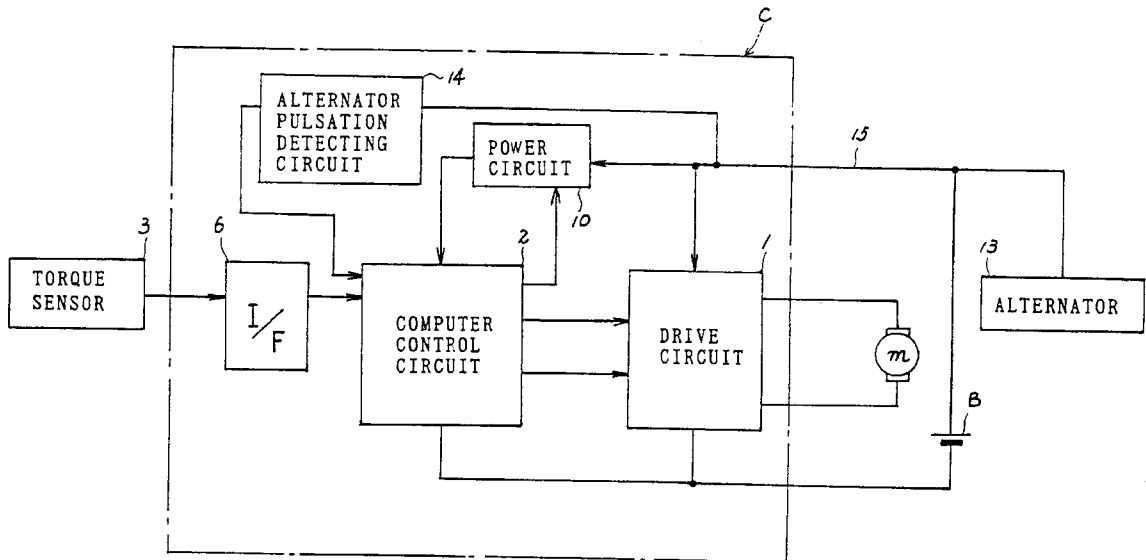 C
14
ALTERNATOR
PULSATION
DETECTING
CIRCUIT
POWER
CIRCUIT
15
10
3
6
2
1
13
TORQUE
SENSOR
I/F
COMPUTER
CONTROL
CIRCUIT
DRIVE
CIRCUIT
m
ALTERNATOR
B